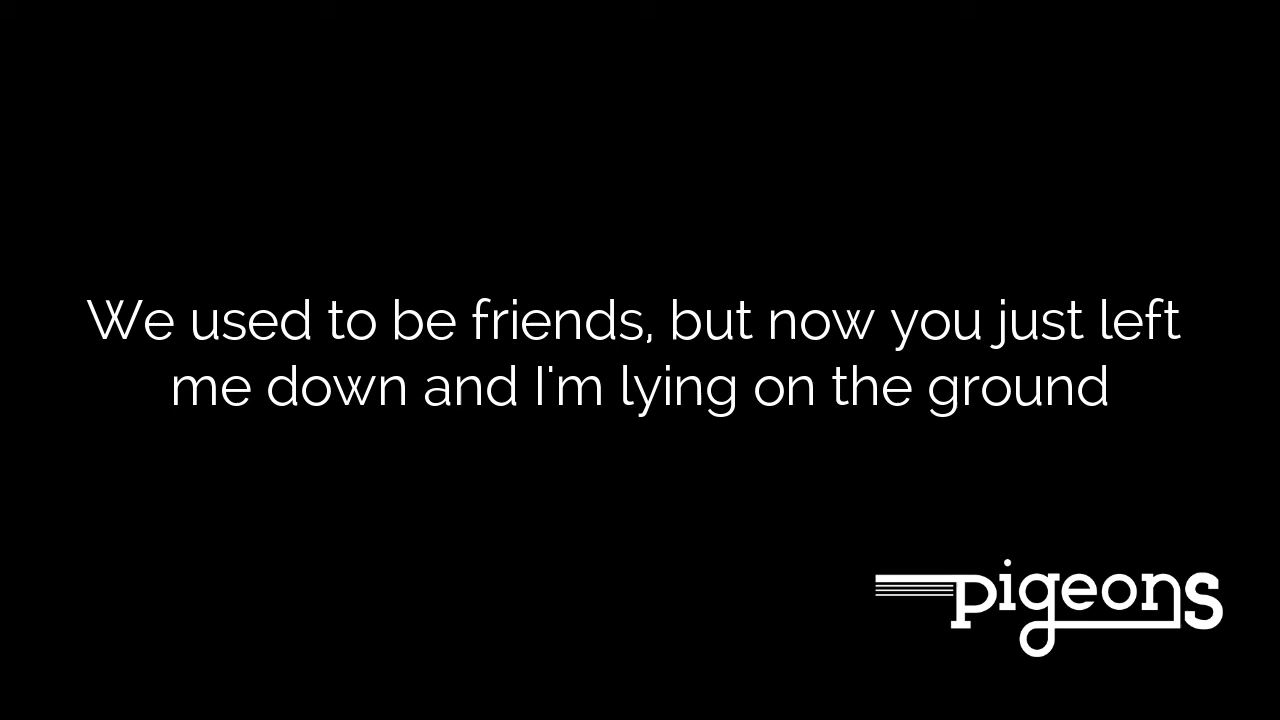 We used to be friends, but now you just left
me down and I'm lying on the ground
pigeons